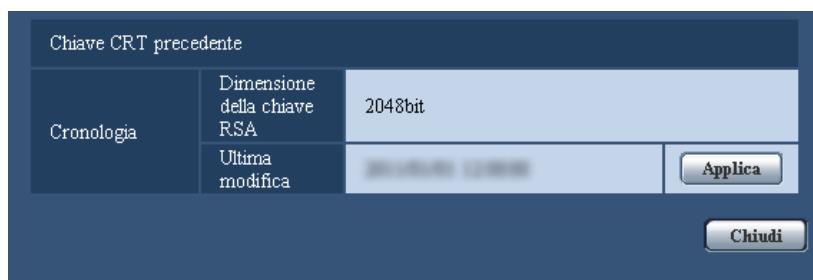 Chiave CRT precedente
Cronologia
Dimensione
della chiave
RSA
2048bit
Ultima
modifica
Applica
Chiudi